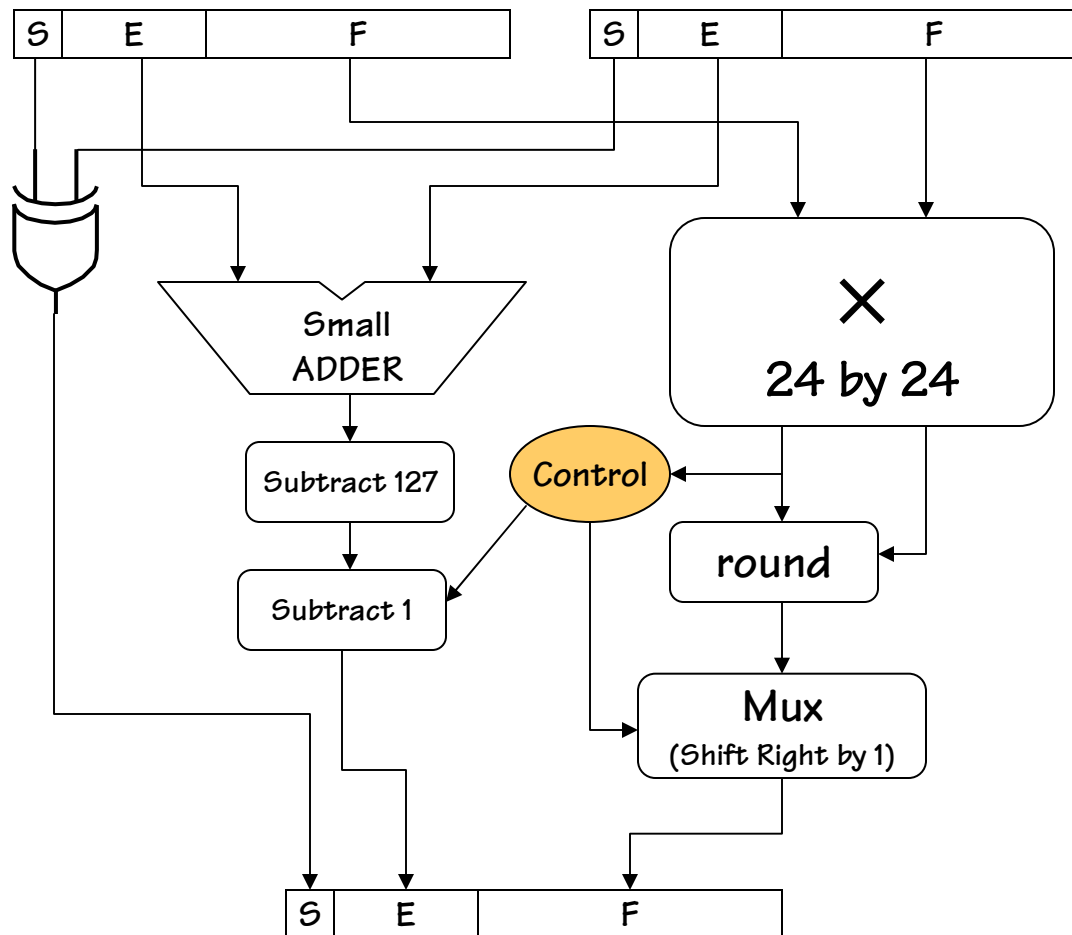 S E F
S E F
Small
ADDER
×
24 by 24
Subtract 127
Control
round
Subtract 1
Mux
(Shift Right by 1)
S E F